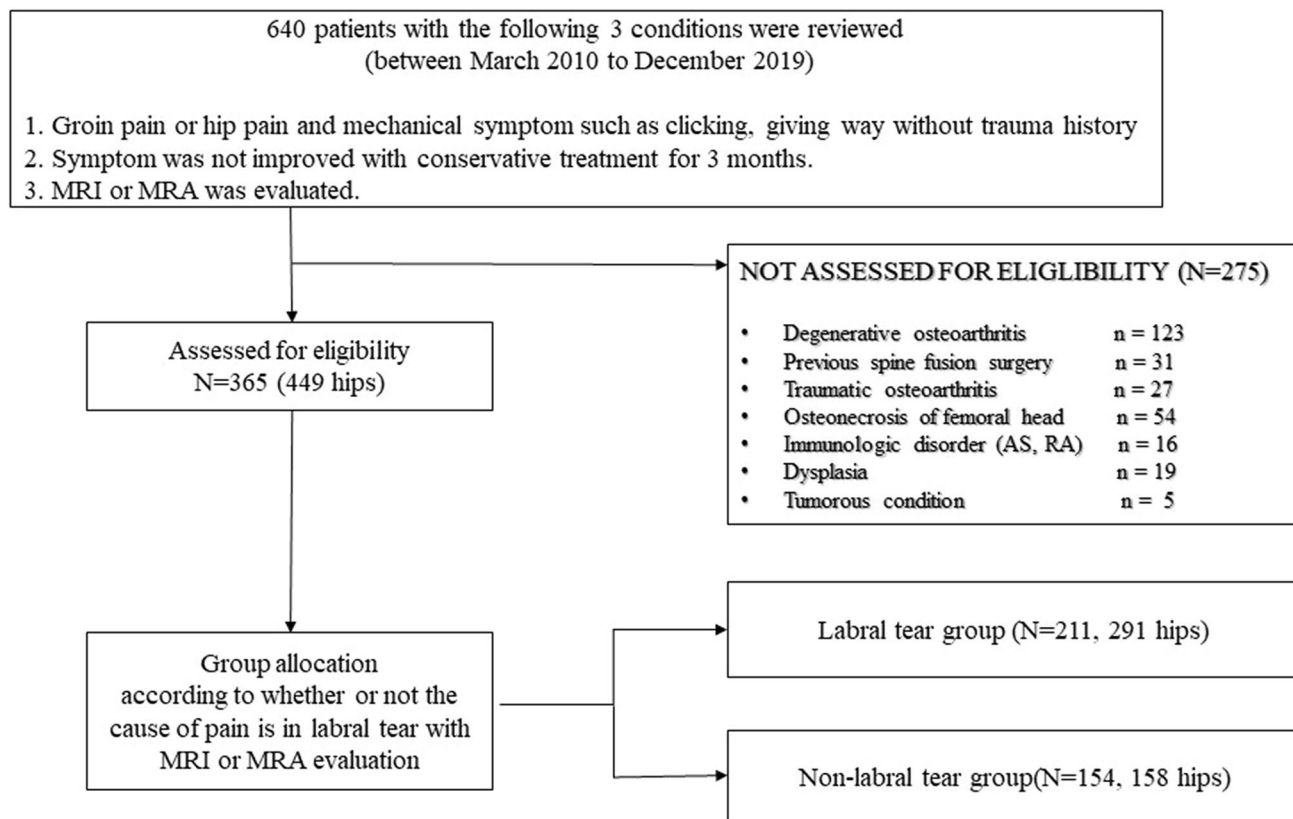 640 patients with the following 3 conditions were reviewed
(between March 2010 to December 2019)
1. Groin pain or hip pain and mechanical symptom such as clicking, giving way without trauma history
2. Symptom was not improved with conservative treatment for 3 months.
3. MRI or MRA was evaluated.
NOT ASSESSED FOR ELIGLIBILITY (N=275)
• Degenerative osteoarthritis n = 123
• Previous spine fusion surgery n = 31
• Traumatic osteoarthritis n = 27
• Osteonecrosis of femoral head n = 54
• Immunologic disorder (AS, RA) n = 16
• Dysplasia n = 19
• Tumorous condition n = 5
Assessed for eligibility
N=365 (449 hips)
Group allocation
according to whether or not the
cause of pain is in labral tear with
MRI or MRA evaluation
Labral tear group (N=211, 291 hips)
Non-labral tear group(N=154, 158 hips)